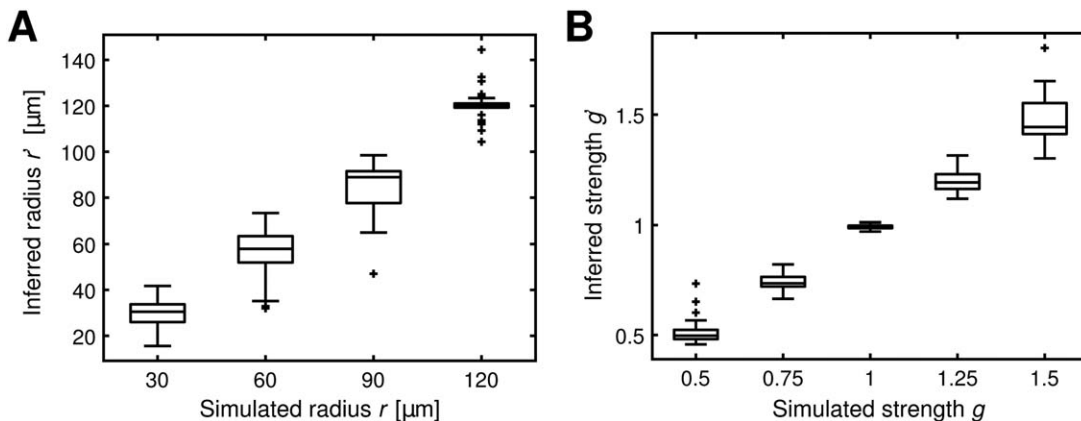 A
B
Inferred radius r' [µm]
140
120
100
80
60
40
20
30 60 90 120
Simulated radius r [µm]
Inferred strength g'
1.5
1
0.5
0.5 0.75 1 1.25 1.5
Simulated strength g